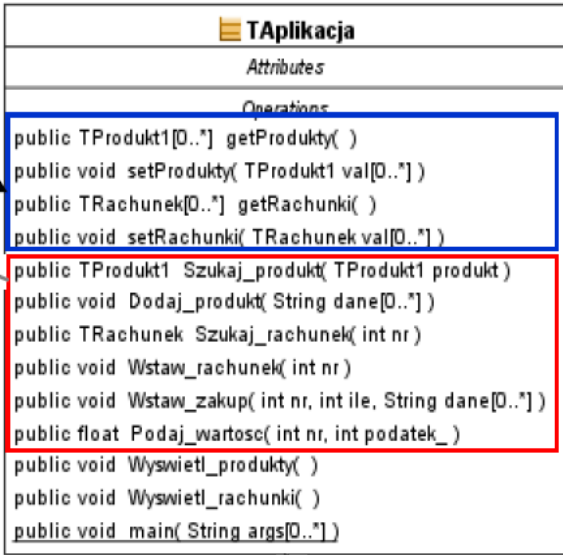 TAplikacja
Attributes
Operations
public TProdukt1[0..*] getProdukty( )
public void setProdukty( TProdukt1 val[0..*] )
public TRachunek[0..*] getRachunki( )
public void setRachunki( TRachunek val[0..*] )
public TProdukt1 Szukaj_produkt( TProdukt1 produkt )
public void Dodaj_produkt( String dane[0..*] )
public TRachunek Szukaj_rachunek( int nr )
public void Wstaw_rachunek( int nr )
public void Wstaw_zakup( int nr, int ile, String dane[0..*] )
public float Podaj_wartosc( int nr, int podatek_ )
public void Wyswietl_produkty( )
public void Wyswietl_rachunki( )
public void main( String args[0..*] )